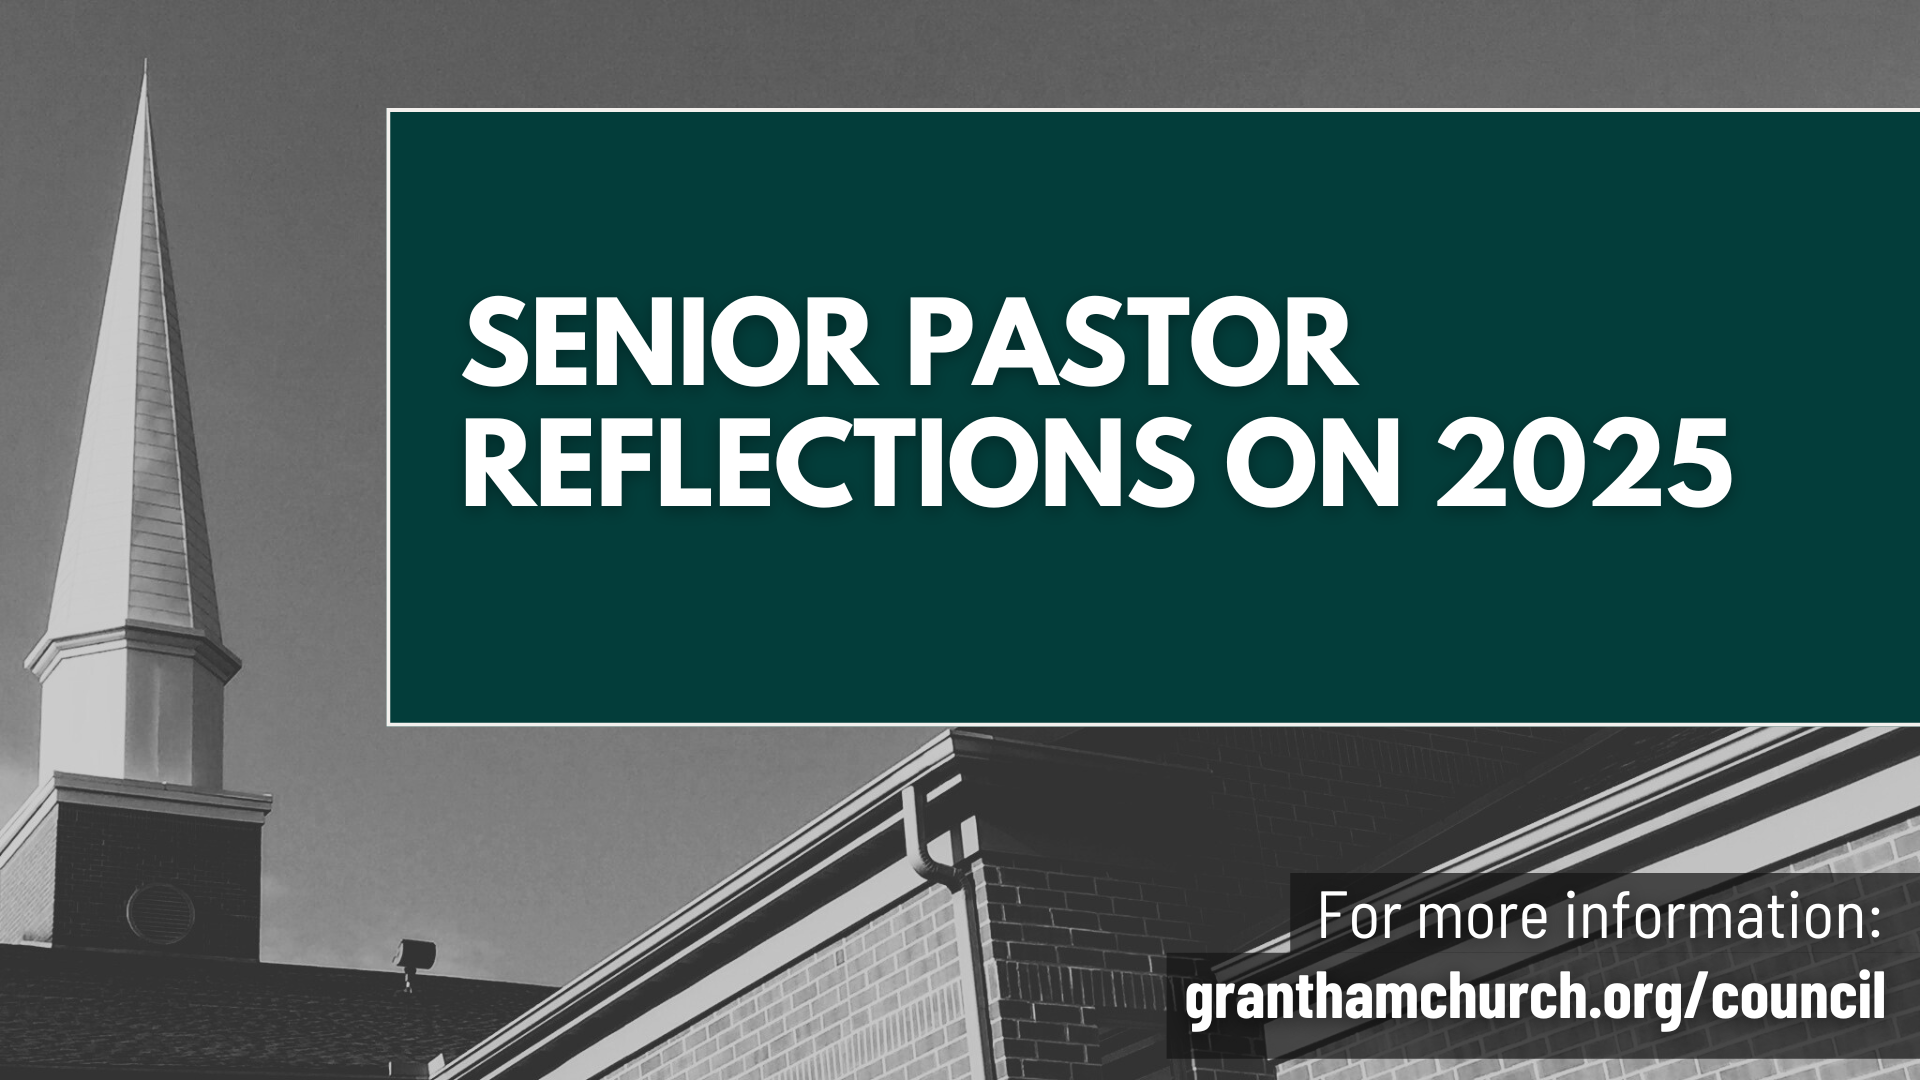 SENIOR PASTOR
REFLECTIONS ON 2025
For more information:
granthamchurch.org/council